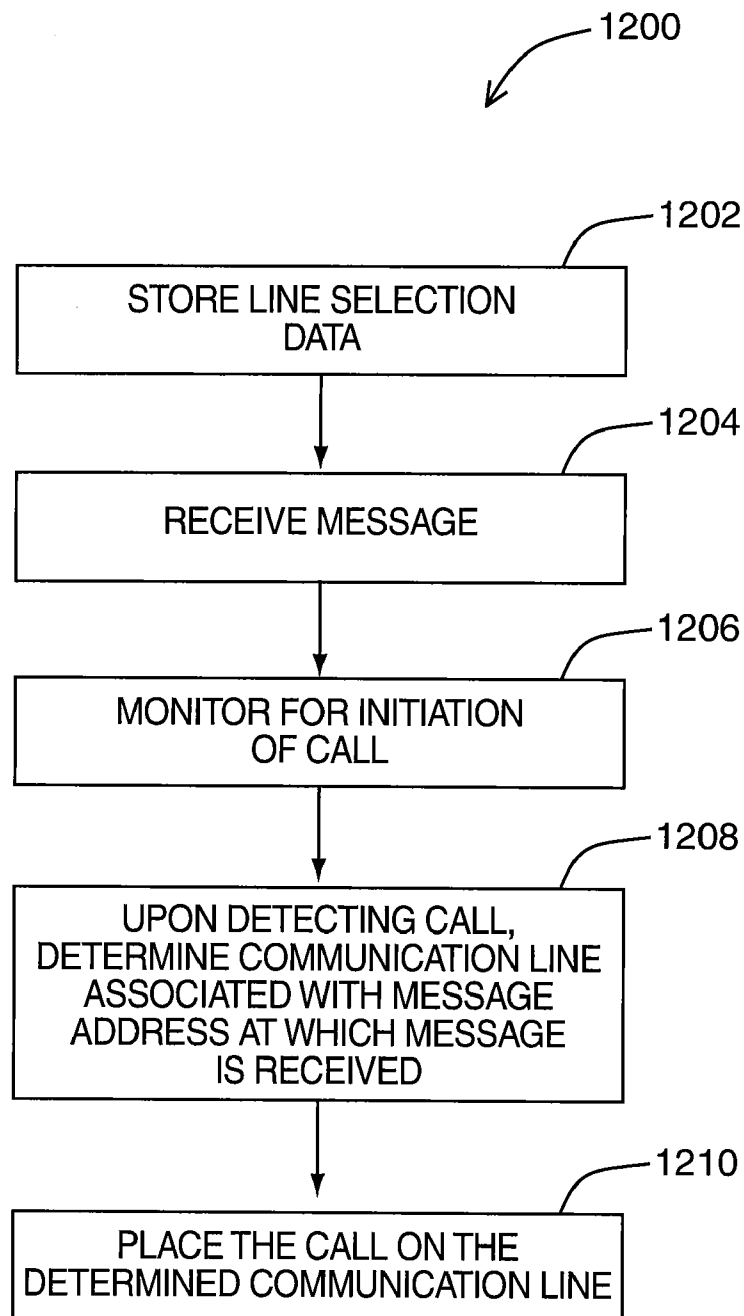 1200
1202
STORE LINE SELECTION
DATA
1204
RECEIVE MESSAGE
1206
MONITOR FOR INITIATION
OF CALL
1208
UPON DETECTING CALL,
DETERMINE COMMUNICATION LINE
ASSOCIATED WITH MESSAGE
ADDRESS AT WHICH MESSAGE
IS RECEIVED
1210
PLACE THE CALL ON THE
DETERMINED COMMUNICATION LINE